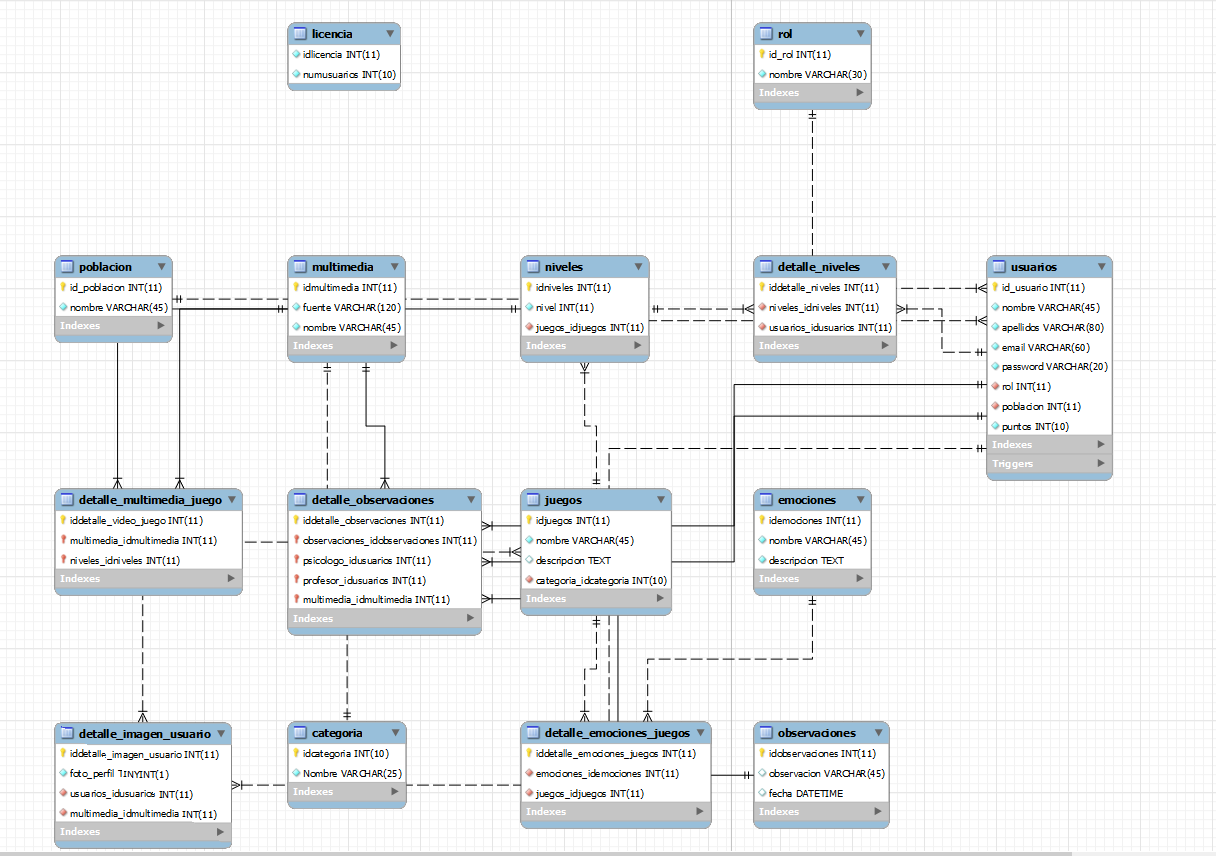 licencia
idlicencia INT(11)
numusuarios INT(10)
rol
id_rol INT(11)
nombre VARCHAR(30)
Indexes
poblacion
id_poblacion INT(11)
nombre VARCHAR(45)
Indexes
multimedia
idmultimedia INT(11)
fuente VARCHAR(120)
nombre VARCHAR(45)
Indexes
niveles
idniveles INT(11)
nivel INT(11)
juegos_idjuegos INT(11)
Indexes
detalle_niveles
iddetalle_niveles INT(11)
niveles_idniveles INT(11)
usuarios_idusuarios INT(11)
Indexes
usuarios
id_usuario INT(11)
nombre VARCHAR(45)
apellidos VARCHAR(80)
email VARCHAR(60)
password VARCHAR(20)
rol INT(11)
poblacion INT(11)
puntos INT(10)
Indexes
Triggers
detalle_multimedia_juego
iddetalle_video_juego INT(11)
multimedia_idmultimedia INT(11)
niveles_idniveles INT(11)
Indexes
detalle_observaciones
iddetalle_observaciones INT(11)
observaciones_idobservaciones INT(11)
psicologo_idusuarios INT(11)
profesor_idusuarios INT(11)
multimedia_idmultimedia INT(11)
Indexes
juegos
idjuegos INT(11)
nombre VARCHAR(45)
descripcion TEXT
categoria_idcategoria INT(10)
Indexes
emociones
idemociones INT(11)
nombre VARCHAR(45)
descripcion TEXT
Indexes
detalle_imagen_usuario
iddetalle_imagen_usuario INT(11)
foto_perfil TINYINT(1)
usuarios_idusuarios INT(11)
multimedia_idmultimedia INT(11)
Indexes
categoria
idcategoria INT(10)
Nombre VARCHAR(25)
Indexes
detalle_emociones_juegos
iddetalle_emociones_juegos INT(11)
emociones_idemociones INT(11)
juegos_idjuegos INT(11)
Indexes
observaciones
idobservaciones INT(11)
observacion VARCHAR(45)
fecha DATETIME
Indexes